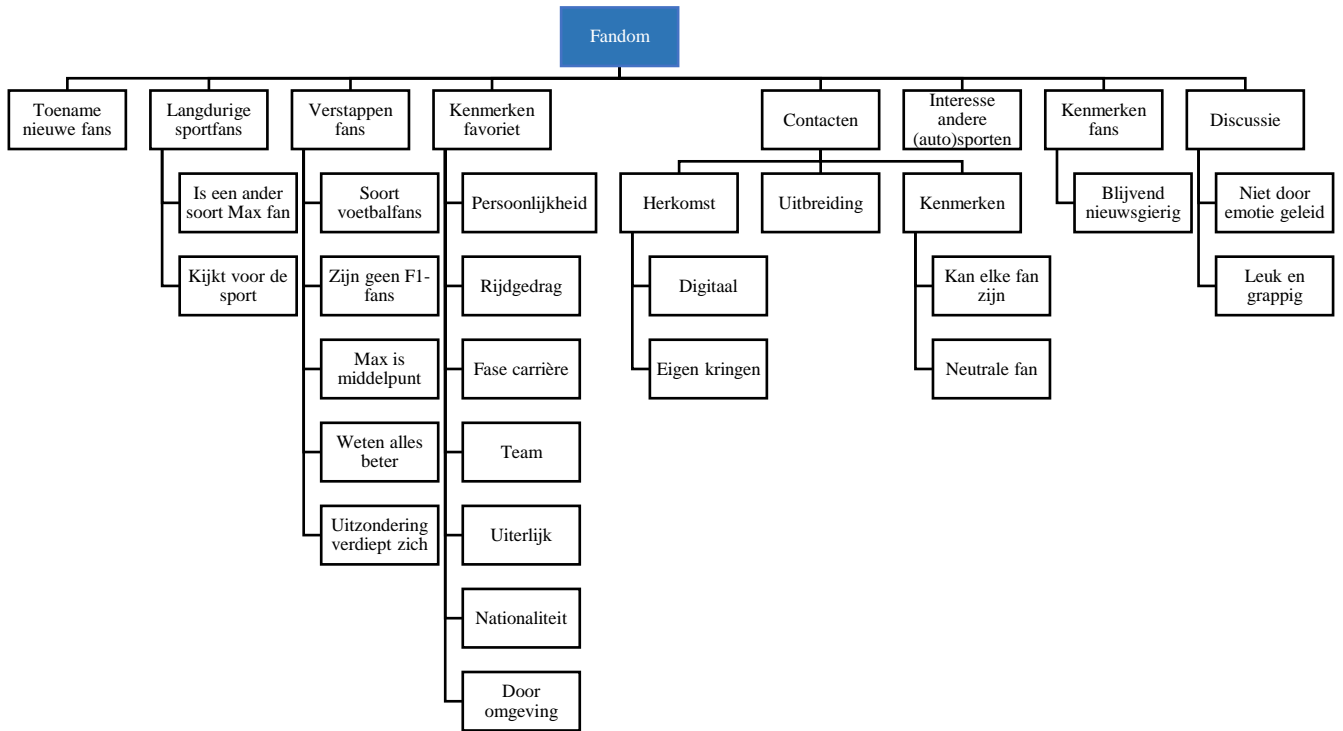 Fandom
Toename
nieuwe fans
Langdurige
sportfans
Verstappen
fans
Kenmerken
favoriet
Contacten
Interesse
andere
(auto)sporten
Kenmerken
fans
Discussie
Is een ander
soort Max fan
Kijkt voor de
sport
Soort
voetbalfans
Zijn geen F1-
fans
Max is
middelpunt
Weten alles
beter
Uitzondering
verdiept zich
Persoonlijkheid
Rijdgedrag
Fase carrière
Team
Uiterlijk
Nationaliteit
Door
omgeving
Herkomst
Digitaal
Eigen kringen
Uitbreiding
Kenmerken
Kan elke fan
zijn
Neutrale fan
Blijvend
nieuwsgierig
Niet door
emotie geleid
Leuk en
grappig